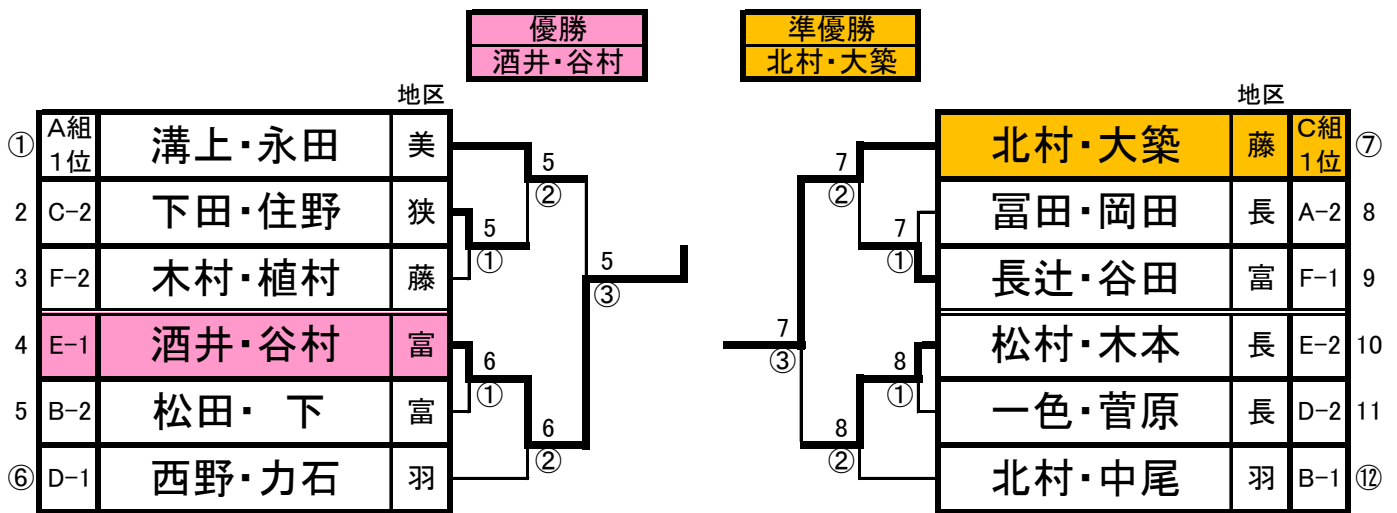 優勝 準優勝
酒井・谷村 北村・大築
地区 地区
① A組1位 溝上・永田 美 5 ② 7 ② 北村・大築 藤 C組1位 ⑦
2 C-2 下田・住野 狭 5 ① 7 ① 冨田・岡田 長 A-2 8
3 F-2 木村・植村 藤 5 ③ 長辻・谷田 富 F-1 9
4 E-1 酒井・谷村 富 6 ① 7 ③ 8 ① 松村・木本 長 E-2 10
5 B-2 松田・ 下 富 6 ② 8 ② 一色・菅原 長 D-2 11
⑥ D-1 西野・力石 羽 北村・中尾 羽 B-1 ⑫